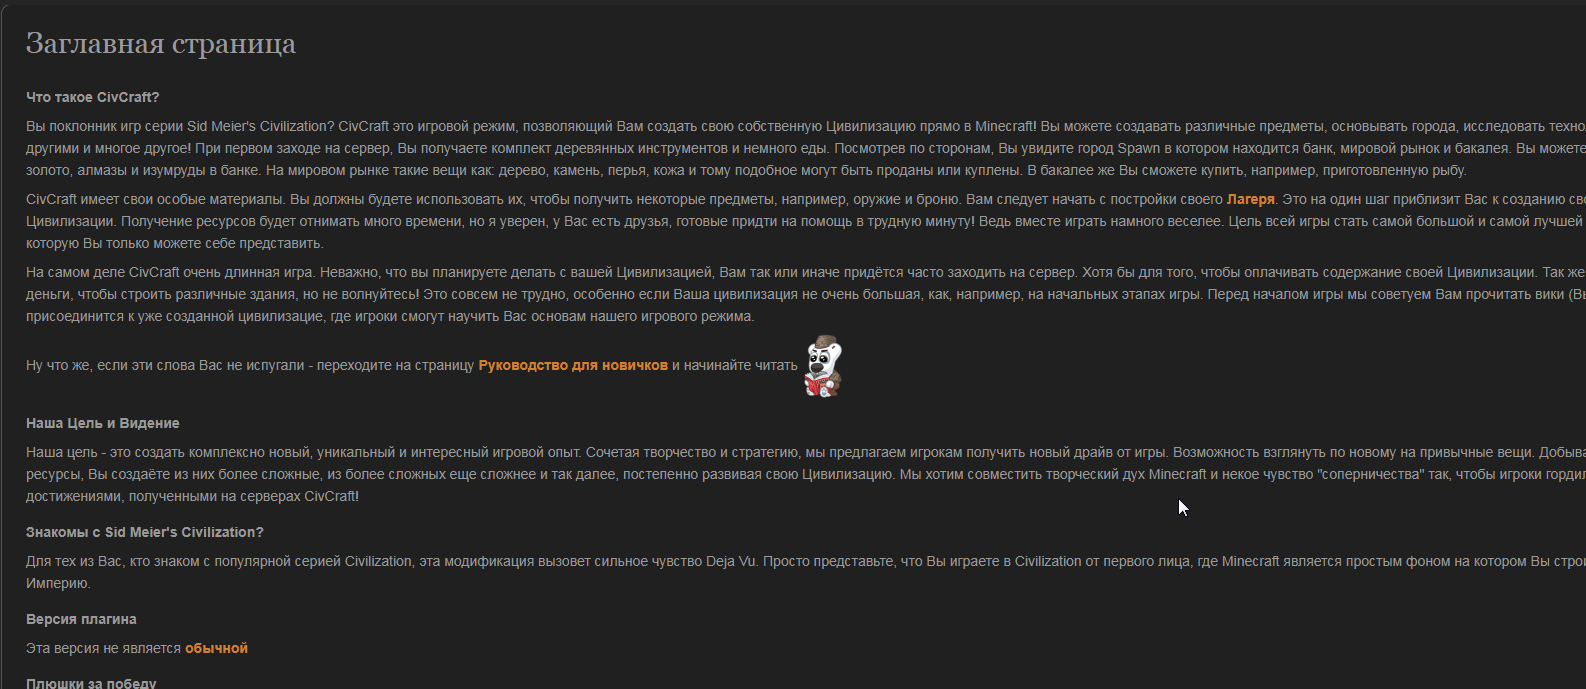 Заглавная страница
Что такое CivCraft?
Вы поклонник игр серии Sid Meier's Civilization? CivCraft это игровой режим, позволяющий Вам создать свою собственную Цивилизацию прямо в Minecraft! Вы можете создавать различные предметы, основывать города, исследовать
другими и многое другое! При первом заходе на сервер, Вы получаете комплект деревянных инструментов и немного еды. Посмотрев по сторонам, Вы увидите город Spawn в котором находится банк, мировой рынок и бакалея. Вы можете
золото, алмазы и изумруды в банке. На мировом рынке такие вещи как: дерево, камень, перья, кожа и тому подобное могут быть проданы или куплены. В бакалее же Вы сможете купить, например, приготовленную рыбу.
CivCraft имеет свои особые материалы. Вы должны будете использовать их, чтобы получить некоторые предметы, например, оружие и броню. Вам следует начать с постройки своего Лагеря. Это на один шаг приблизит Вас к созданию
Цивилизации. Получение ресурсов будет отнимать много времени, но я уверен, у Вас есть друзья, готовые придти на помощь в трудную минуту! Ведь вместе играть намного веселее. Цель всей игры стать самой большой и самой лучшей
которую Вы только можете себе представить.
На самом деле CivCraft очень длинная игра. Неважно, что вы планируете делать с вашей Цивилизацией, Вам так или иначе придётся часто заходить на сервер. Хотя бы для того, чтобы оплачивать содержание своей Цивилизации. Так же
деньги, чтобы строить различные здания, но не волнуйтесь! Это совсем не трудно, особенно если Ваша цивилизация не очень большая, как, например, на начальных этапах игры. Перед началом игры мы советуем Вам прочитать вики
присоединится к уже созданной цивилизации, где игроки смогут научить Вас основам нашего игрового режима.
Ну что же, если эти слова Вас не испугали - переходите на страницу Руководство для новичков и начинайте читать
Наша Цель и Видение
Наша цель - это создать комплексно новый, уникальный и интересный игровой опыт. Сочетая творчество и стратегию, мы предлагаем игрокам получить новый драйв от игры. Возможность взглянуть по новому на привычные вещи.
ресурсы, Вы создаёте из них более сложные, из более сложных еще сложнее и так далее, постепенно развивая свою Цивилизацию. Мы хотим совместить творческий дух Minecraft и некое чувство "соперничества" так, чтобы игроки
достижениями, полученными на серверах CivCraft!
Знакомы с Sid Meier's Civilization?
Для тех из Вас, кто знаком с популярной серией Civilization, эта модификация вызовет сильное чувство Deja Vu. Просто представьте, что Вы играете в Civilization от первого лица, где Minecraft является простым фоном на котором Вы
Империю.
Версия плагина
Эта версия не является обычной
Плюшки за победу